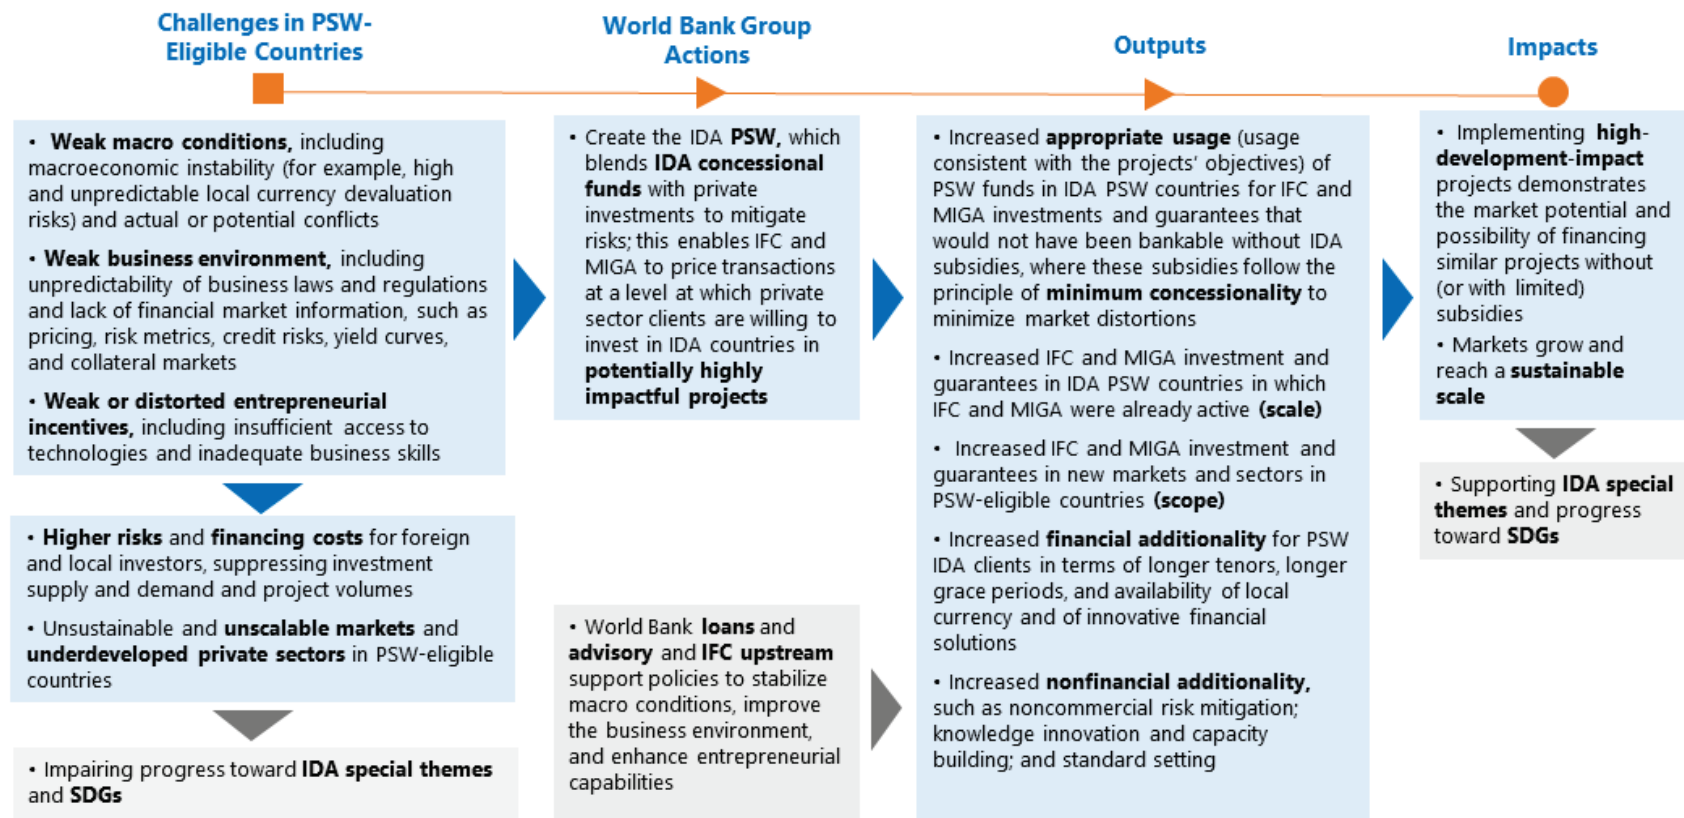 Challenges in PSW-
Eligible Countries
• Weak macro conditions, including
macroeconomic instability (for example, high
and unpredictable local currency devaluation
risks) and actual or potential conflicts
• Weak business environment, including
unpredictability of business laws and regulations
and lack of financial market information, such as
pricing, risk metrics, credit risks, yield curves,
and collateral markets
• Weak or distorted entrepreneurial
incentives, including insufficient access to
technologies and inadequate business skills
• Higher risks and financing costs for foreign
and local investors, suppressing investment
supply and demand and project volumes
• Unsustainable and unscalable markets and
underdeveloped private sectors in PSW-eligible
countries
• Impairing progress toward IDA special themes
and SDGs
World Bank Group
Actions
• Create the IDA PSW, which
blends IDA concessional
funds with private
investments to mitigate
risks; this enables IFC and
MIGA to price transactions
at a level at which private
sector clients are willing to
invest in IDA countries in
potentially highly
impactful projects
• World Bank loans and
advisory and IFC upstream
support policies to stabilize
macro conditions, improve
the business environment,
and enhance entrepreneurial
capabilities
Outputs
• Increased appropriate usage (usage
consistent with the projects' objectives) of
PSW funds in IDA PSW countries for IFC and
MIGA investments and guarantees that
would not have been bankable without IDA
subsidies, where these subsidies follow the
principle of minimum concessionality to
minimize market distortions
• Increased IFC and MIGA investment and
guarantees in IDA PSW countries in which
IFC and MIGA were already active (scale)
• Increased IFC and MIGA investment and
guarantees in new markets and sectors in
PSW-eligible countries (scope)
• Increased financial additionality for PSW
IDA clients in terms of longer tenors, longer
grace periods, and availability of local
currency and of innovative financial
solutions
• Increased nonfinancial additionality,
such as noncommercial risk mitigation;
knowledge innovation and capacity
building; and standard setting
Impacts
• Implementing high-
development-impact
projects demonstrates
the market potential and
possibility of financing
similar projects without
(or with limited)
subsidies
• Markets grow and
reach a sustainable
scale
• Supporting IDA special
themes and progress
toward SDGs